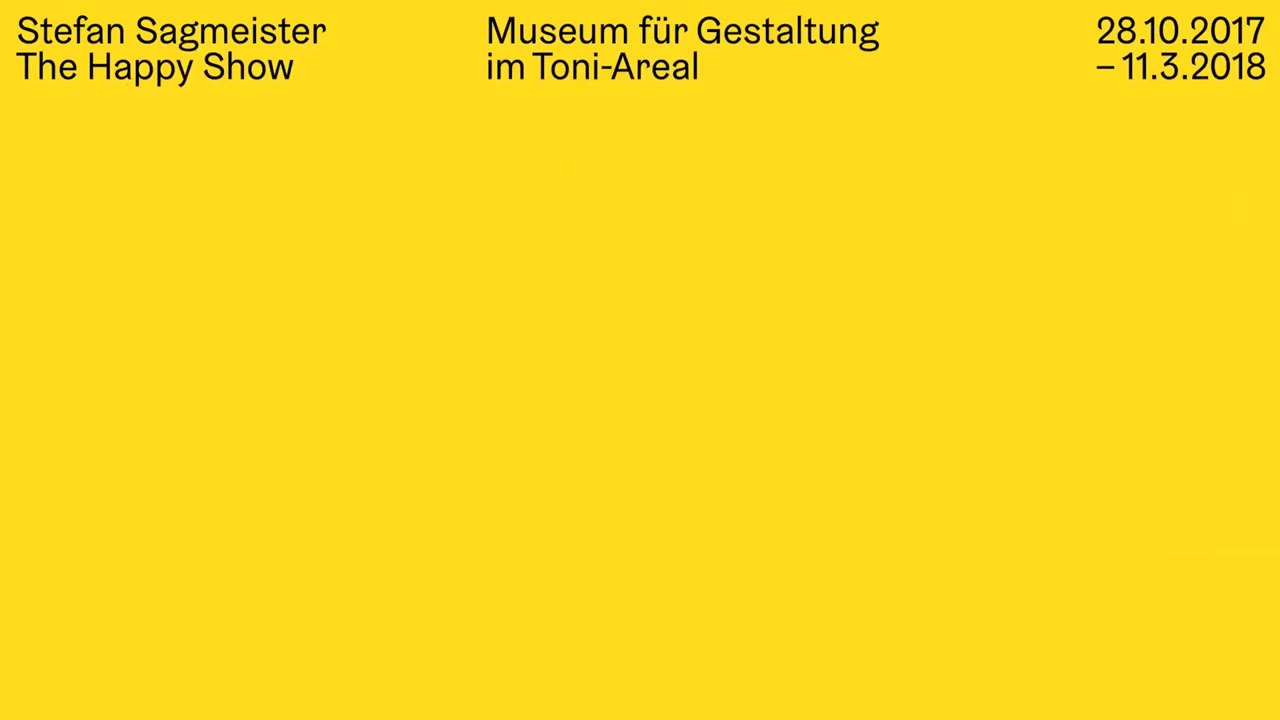 Stefan Sagmeister
The Happy Show
Museum für Gestaltung
im Toni-Areal
28.10.2017
– 11.3.2018